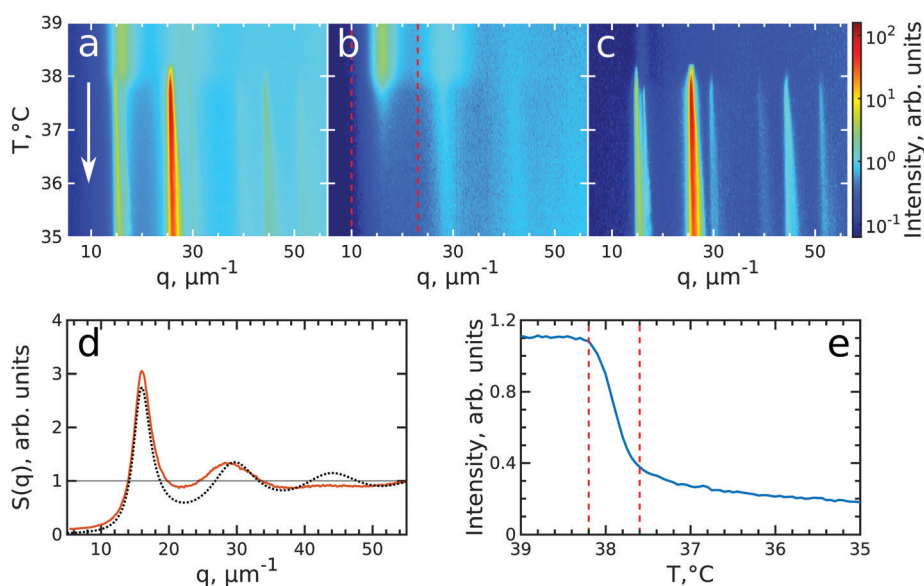 a b c
39
38
37
36
35
T,°C
10 30 50 10 30 50 10 30 50
q, μm⁻¹ q, μm⁻¹ q, μm⁻¹
10²
10¹
10⁰
10⁻¹
Intensity, arb. units
d
4
3
2
1
0
S(q), arb. units
10 20 30 40 50
q, μm⁻¹
e
1.2
0.8
0.4
0
Intensity, arb. units
39 38 37 36 35
T,°C